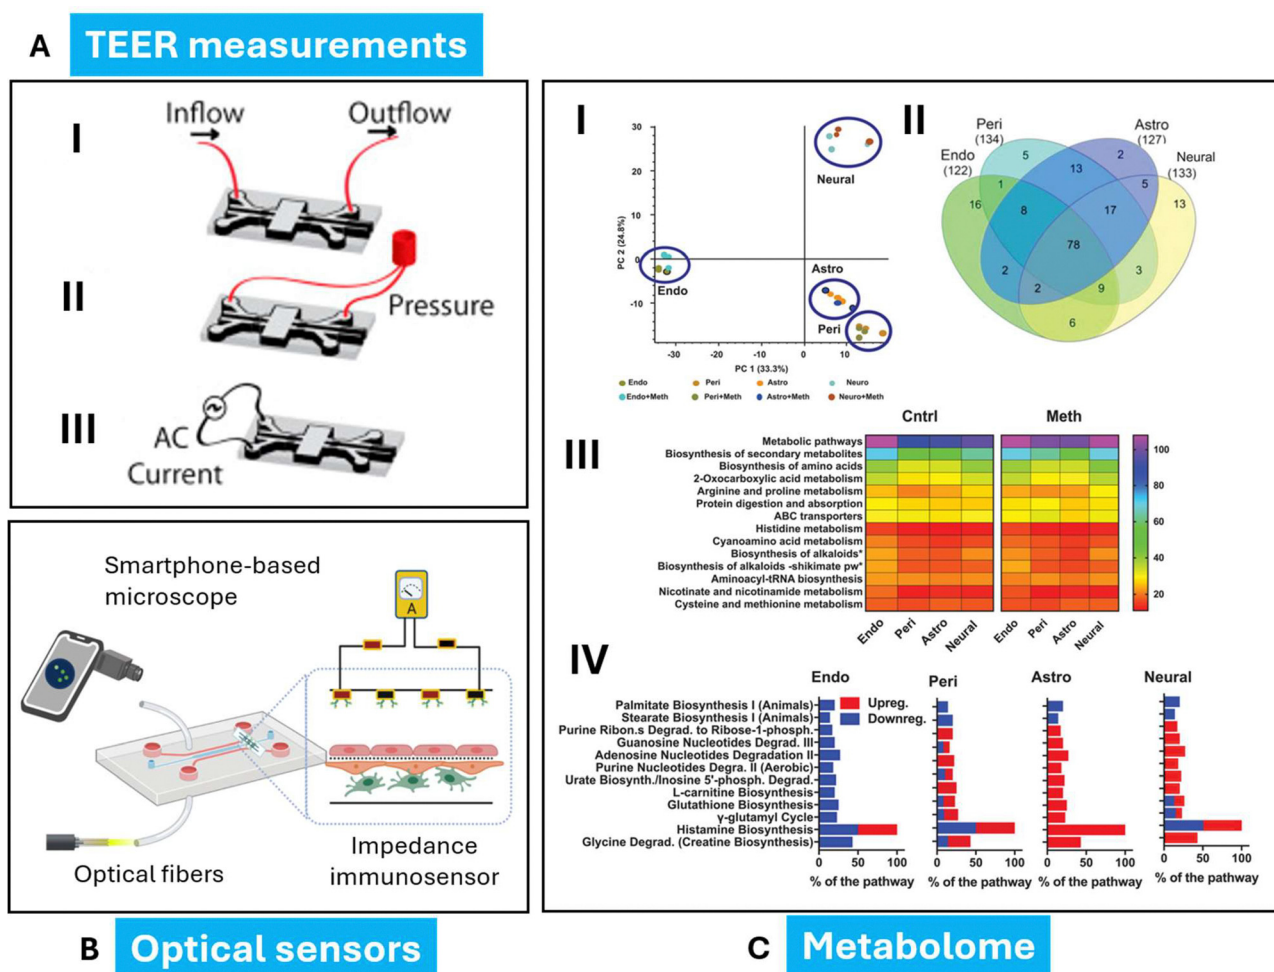 A TEER measurements
I
Inflow
Outflow
II
Pressure
III
AC
Current
Smartphone-based
microscope
A
Optical fibers
Impedance
immunosensor
B Optical sensors
I
PC 2 (24.8%)
30
20
10
0
-10
-30
-20
-10
0
10
PC 1 (33.3%)
Neural
Endo
Astro
Peri
Endo
Peri
Astro
Neuro
Endo+Meth
Peri+Meth
Astro+Meth
Neuro+Meth
II
Peri
(134)
Astro
(127)
Endo
(122)
Neural
(133)
5
2
13
1
5
16
13
8
17
78
2
3
2
9
6
III
Cntrl
Meth
Metabolic pathways
Biosynthesis of secondary metabolites
Biosynthesis of amino acids
2-Oxocarboxylic acid metabolism
Arginine and proline metabolism
Protein digestion and absorption
ABC transporters
Histidine metabolism
Cyanoamino acid metabolism
Biosynthesis of alkaloids*
Biosynthesis of alkaloids -shikimate pw*
Aminoacyl-tRNA biosynthesis
Nicotinate and nicotinamide metabolism
Cysteine and methionine metabolism
Endo
Peri
Astro
Neural
Endo
Peri
Astro
Neural
100
80
60
40
20
IV
Endo
Peri
Astro
Neural
Upreg.
Downreg.
Palmitate Biosynthesis I (Animals)
Stearate Biosynthesis I (Animals)
Purine Ribon.s Degrad. to Ribose-1-phosph.
Guanosine Nucleotides Degrad. III
Adenosine Nucleotides Degradation II
Purine Nucleotides Degra. II (Aerobic)
Urate Biosynth./Inosine 5'-phosph. Degrad.
L-carnitine Biosynthesis
Glutathione Biosynthesis
γ-glutamyl Cycle
Histamine Biosynthesis
Glycine Degrad. (Creatine Biosynthesis)
0 50 100
0 50 100
0 50 100
0 50 100
% of the pathway
% of the pathway
% of the pathway
% of the pathway
C Metabolome